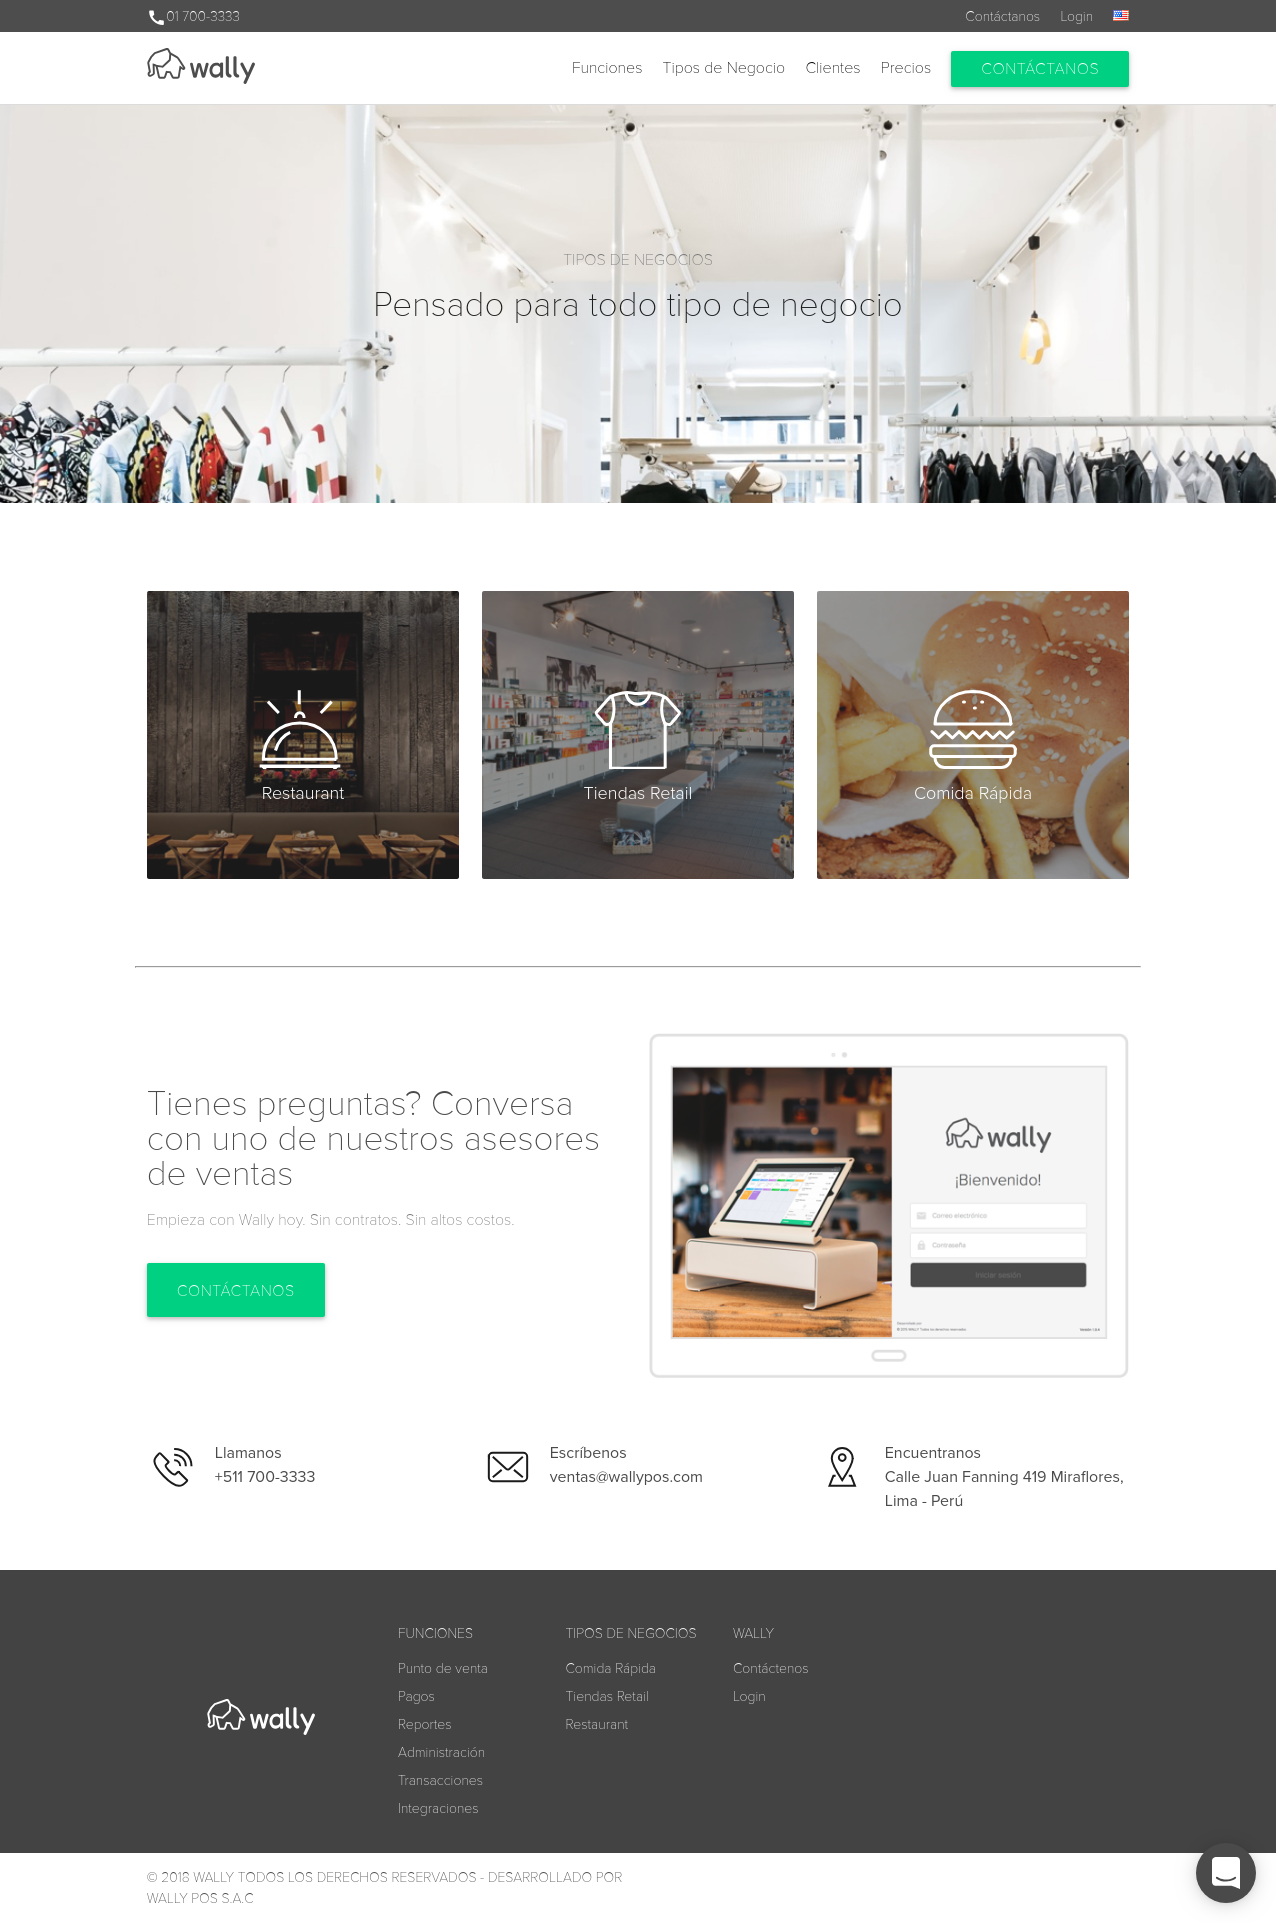 01 700-3333
Contáctanos
Login
wally
Funciones
Tipos de Negocio
Clientes
Precios
CONTÁCTANOS
TIPOS DE NEGOCIOS
Pensado para todo tipo de negocio
Restaurant
Tiendas Retail
Comida Rápida
Tienes preguntas? Conversa
con uno de nuestros asesores
de ventas
Empieza con Wally hoy. Sin contratos. Sin altos costos.
CONTÁCTANOS
wally
¡Bienvenido!
Correo electrónico
Contraseña
Iniciar sesión
Llamanos
+511 700-3333
Escríbenos
ventas@wallypos.com
Encuentranos
Calle Juan Fanning 419 Miraflores,
Lima - Perú
wally
FUNCIONES
Punto de venta
Pagos
Reportes
Administración
Transacciones
Integraciones
TIPOS DE NEGOCIOS
Comida Rápida
Tiendas Retail
Restaurant
WALLY
Contáctenos
Login
© 2018 WALLY TODOS LOS DERECHOS RESERVADOS - DESARROLLADO POR
WALLY POS S.A.C